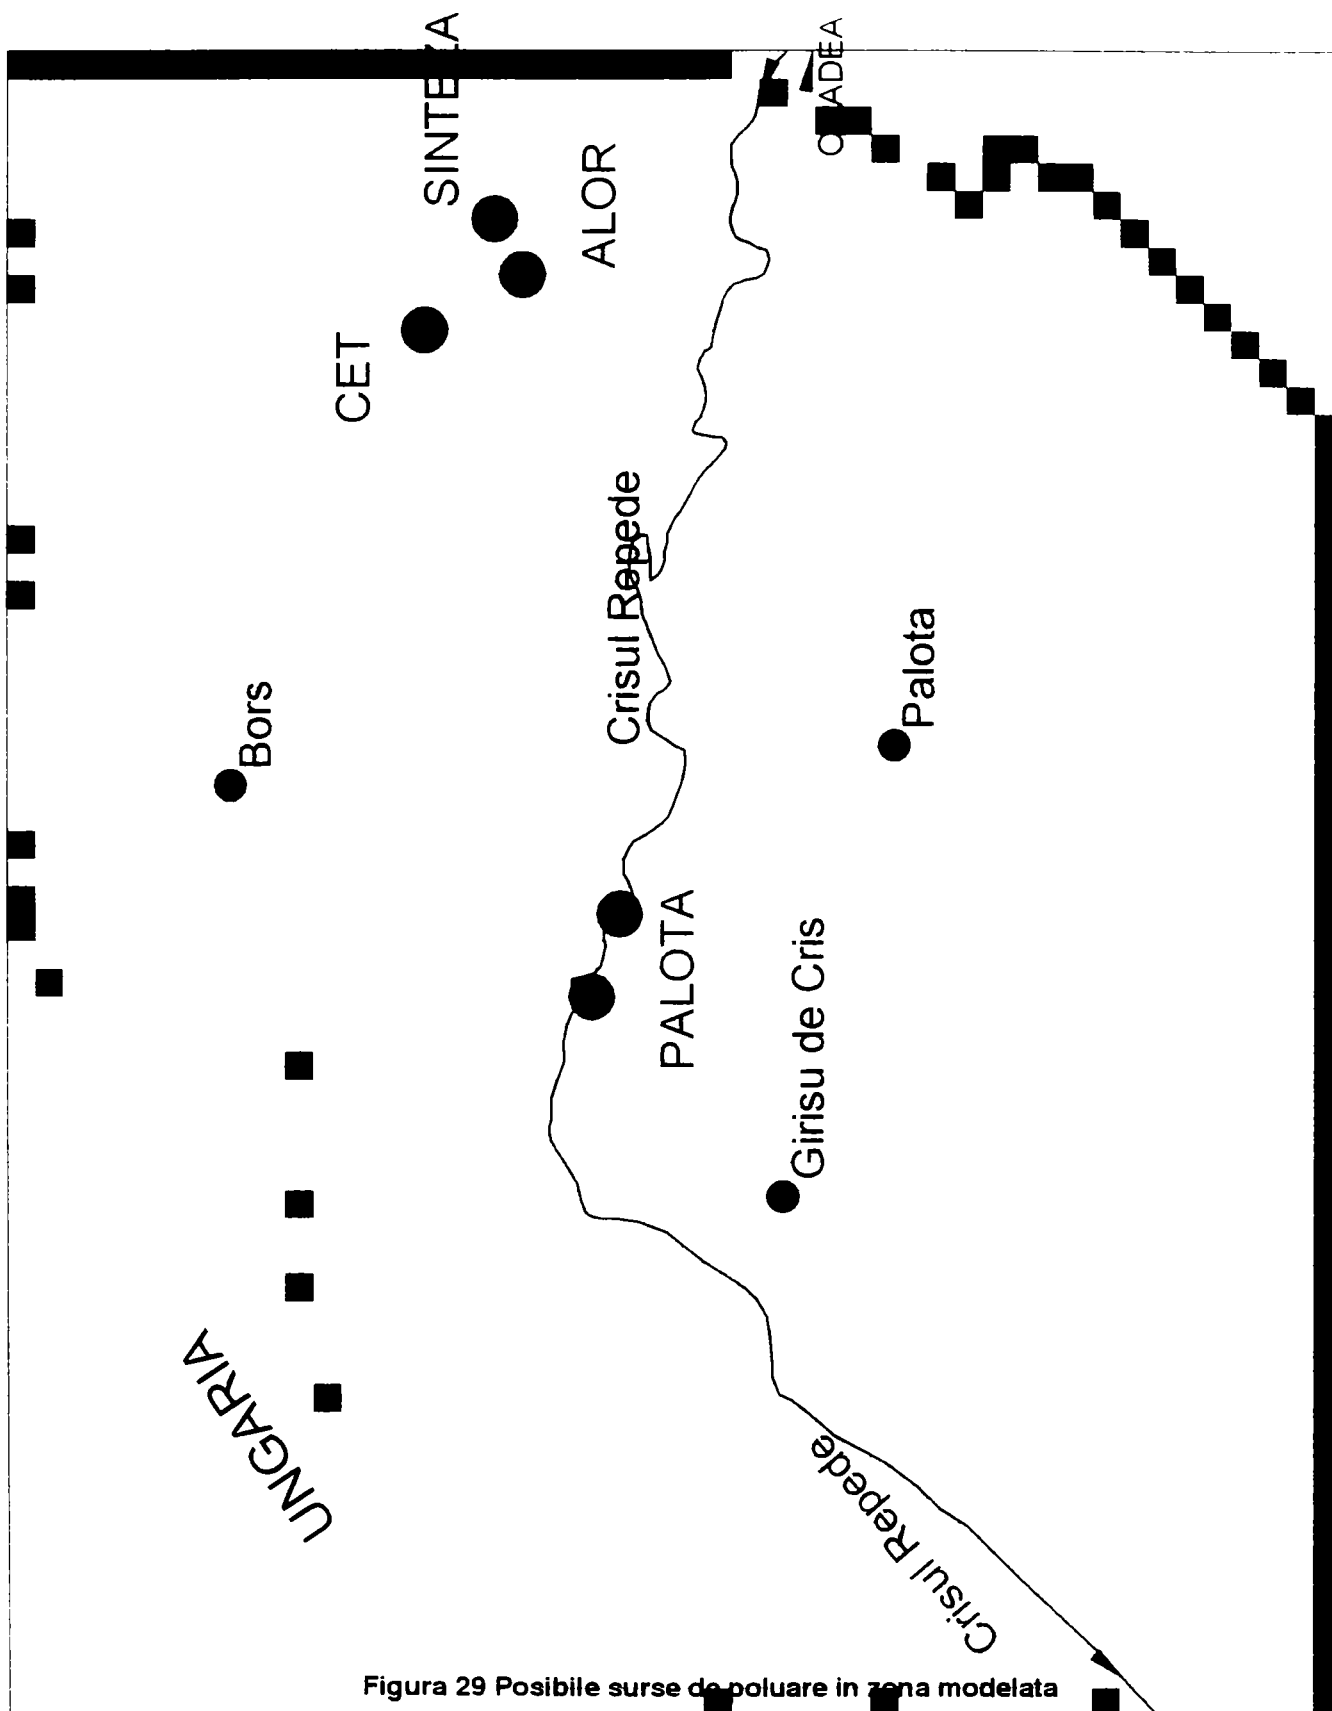 SINTEZA
ORADEA
ALOR
CET
Crisul Repede
Bors
Palota
PALOTA
Girisu de Cris
UNGARIA
Crisul Repede
Figura 29 Posibile surse de poluare in zona modelata